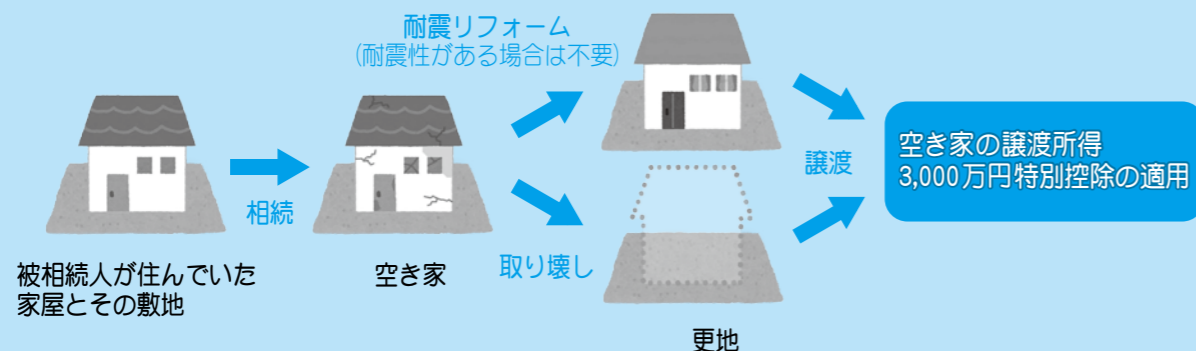 耐震リフォーム
(耐震性がある場合は不要)
相続
譲渡
空き家の譲渡所得
3,000万円特別控除の適用
被相続人が住んでいた
家屋とその敷地
空き家
取り壊し
更地